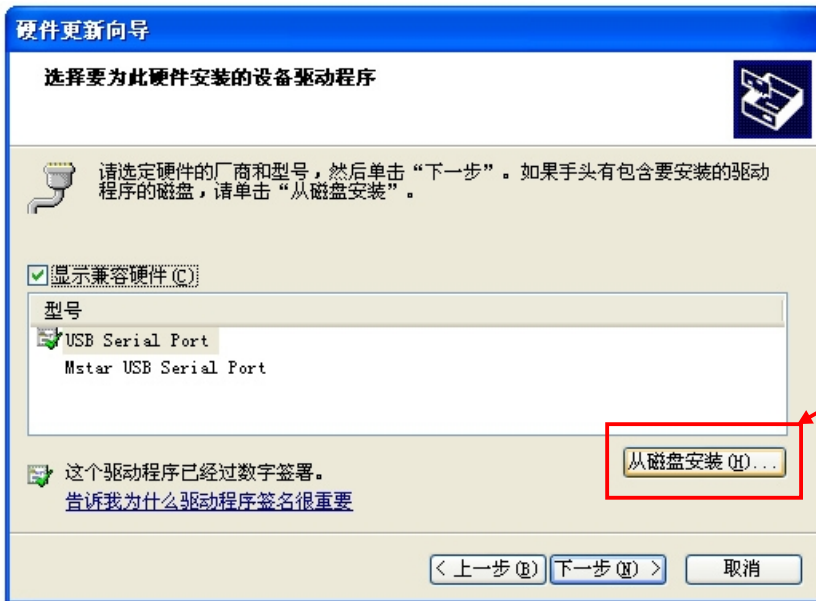 硬件更新向导
选择要为此硬件安装的设备驱动程序
请选定硬件的厂商和型号，然后单击“下一步”。如果手头有包含要安装的驱动
程序的磁盘，请单击“从磁盘安装”。
显示兼容硬件(C)
型号
USB Serial Port
Mstar USB Serial Port
从磁盘安装(H)...
这个驱动程序已经过数字签署。
告诉我为什么驱动程序签名很重要
< 上一步(B) 下一步(N) > 取消